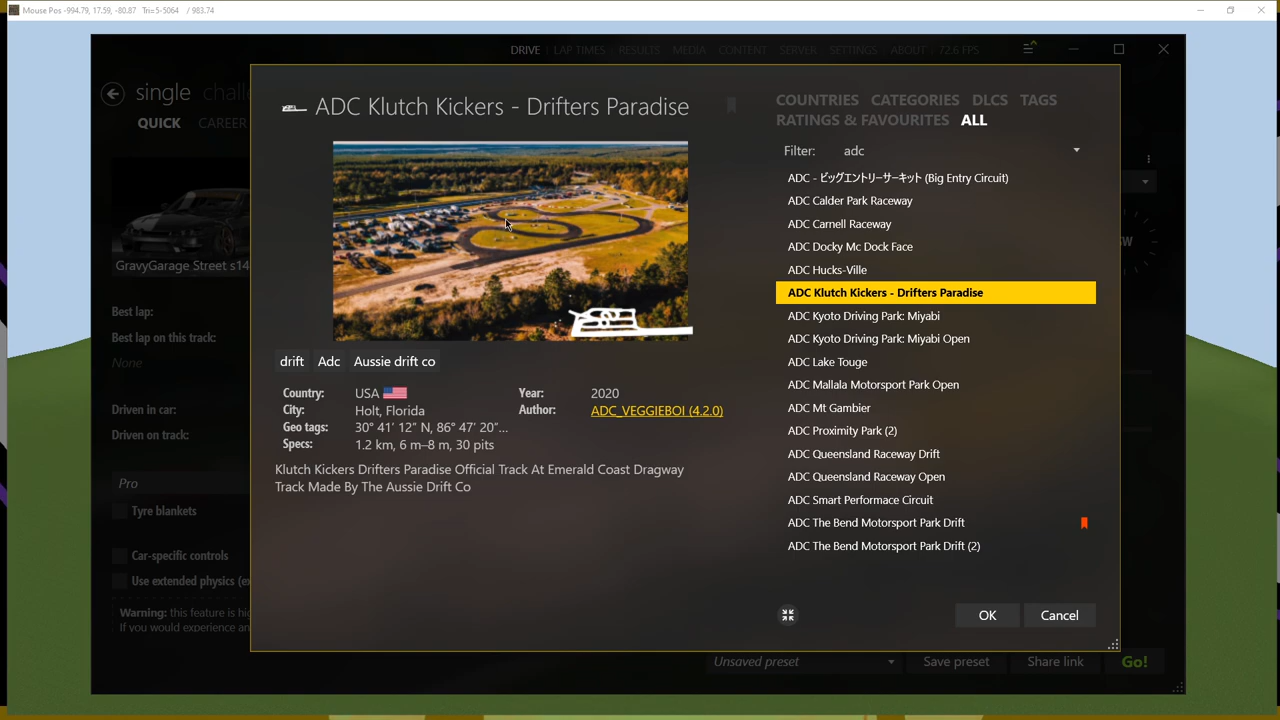 Mouse Pos -994.79, 17.59, -80.87 Tri=5-5064 / 983.74
DRIVE LAP TIMES RESULTS MEDIA CONTENT SERVER SETTINGS ABOUT 72.6 FPS
single challe
QUICK CAREER
GravyGarage Street s14
Best lap:
Best lap on this track:
None
Driven in car:
Driven on track:
Pro
Tyre blankets
Car-specific controls
Use extended physics (ex
Warning: this feature is hig
If you would experience an
ADC Klutch Kickers - Drifters Paradise
drift Adc Aussie drift co
Country: USA
City: Holt, Florida
Geo tags: 30° 41′ 12″ N, 86° 47′ 20″...
Specs: 1.2 km, 6 m–8 m, 30 pits
Year: 2020
Author: ADC_VEGGIEBOI (4.2.0)
Klutch Kickers Drifters Paradise Official Track At Emerald Coast Dragway
Track Made By The Aussie Drift Co
COUNTRIES CATEGORIES DLCS TAGS
RATINGS & FAVOURITES ALL
Filter: adc
ADC - ビッグエントリーサーキット (Big Entry Circuit)
ADC Calder Park Raceway
ADC Carnell Raceway
ADC Docky Mc Dock Face
ADC Hucks-Ville
ADC Klutch Kickers - Drifters Paradise
ADC Kyoto Driving Park: Miyabi
ADC Kyoto Driving Park: Miyabi Open
ADC Lake Touge
ADC Mallala Motorsport Park Open
ADC Mt Gambier
ADC Proximity Park (2)
ADC Queensland Raceway Drift
ADC Queensland Raceway Open
ADC Smart Performace Circuit
ADC The Bend Motorsport Park Drift
ADC The Bend Motorsport Park Drift (2)
OK Cancel
Unsaved preset Save preset Share link Go!